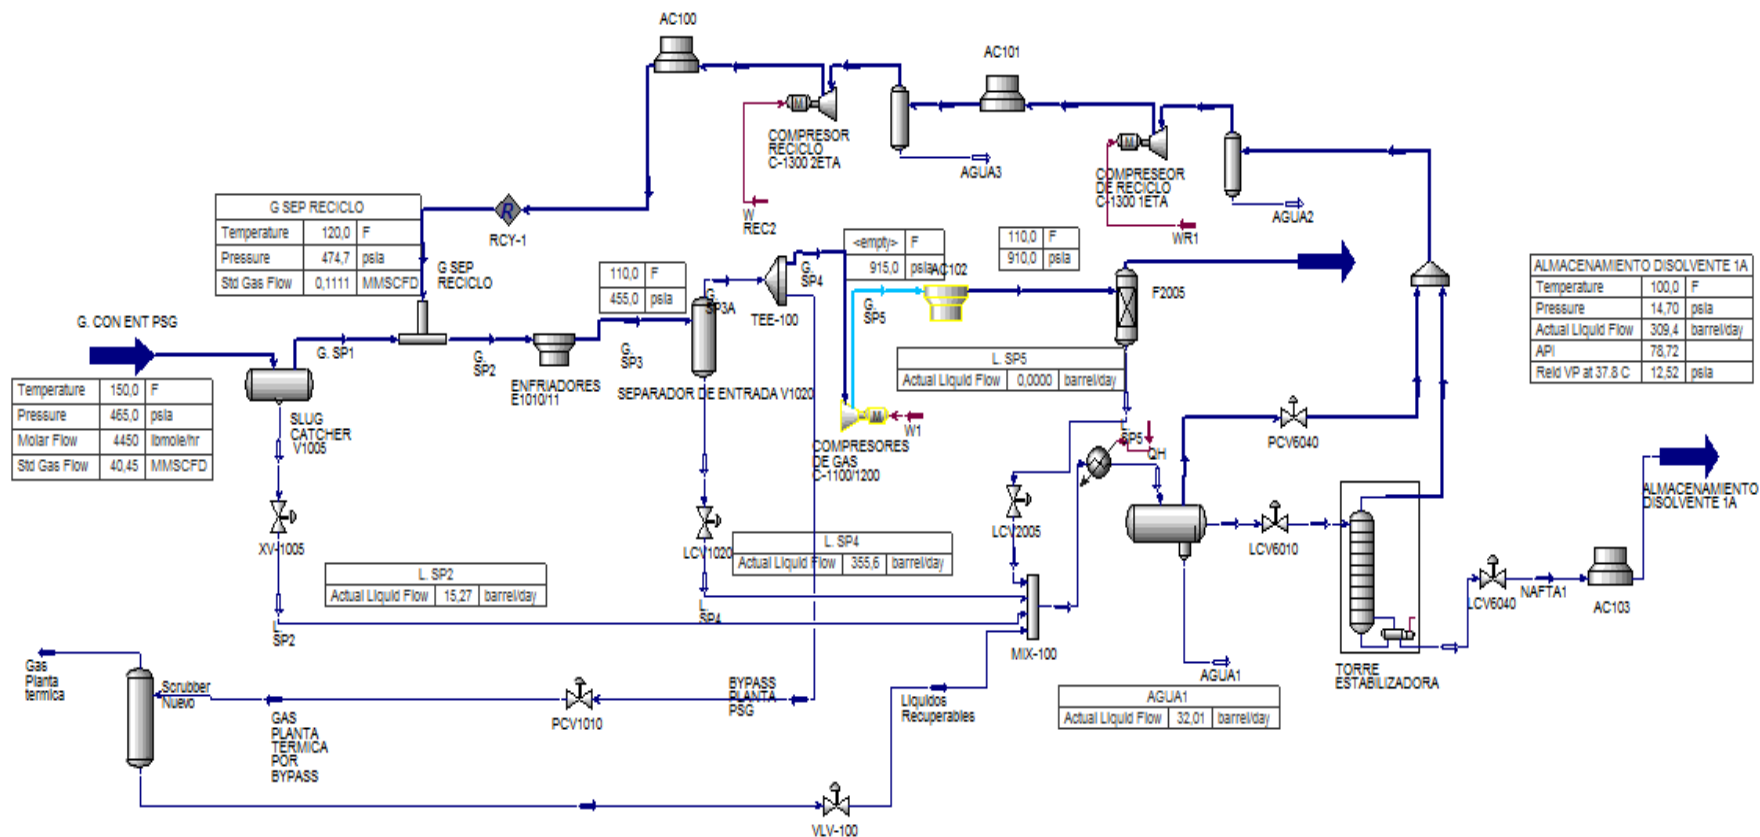 AC100
AC101
COMPRESOR
RECICLO
C-1300 2ETA
AGUA3
COMPRESEOR
DE RECICLO
C-1300 1ETA
AGUA2
W
REC2
WR1
G SEP RECICLO
Temperature 120,0 F
Pressure 474,7 psia
Std Gas Flow 0,1111 MMSCFD
RCY-1
G SEP
RECICLO
<empty> F
915,0 psia
110,0 F
910,0 psia
AC102
110,0 F
455,0 psia
G.
SP3A
G.
SP4
TEE-100
G.
SP5
F2005
ALMACENAMIENTO DISOLVENTE 1A
Temperature 100,0 F
Pressure 14,70 psia
Actual Liquid Flow 309,4 barrel/day
API 78,72
Reid VP at 37.8 C 12,52 psia
G. CON ENT PSG
G. SP1
G.
SP2
G.
SP3
ENFRIADORES
E1010/11
SEPARADOR DE ENTRADA V1020
L. SP5
Actual Liquid Flow 0,0000 barrel/day
Temperature 150,0 F
Pressure 465,0 psia
Molar Flow 4450 lbmole/hr
Std Gas Flow 40,45 MMSCFD
SLUG
CATCHER
V1005
W1
COMPRESORES
DE GAS
C-1100/1200
L.
SP5
QH
PCV6040
XV-1005
LCV1020
LCV2005
LCV6010
ALMACENAMIENTO
DISOLVENTE 1A
L. SP4
Actual Liquid Flow 355,6 barrel/day
L. SP2
Actual Liquid Flow 15,27 barrel/day
LCV6040
NAFTA1
AC103
L.
SP2
L.
SP4
MIX-100
AGUA1
TORRE
ESTABILIZADORA
Gas
Planta
termica
Scrubber
Nuevo
PCV1010
BYPASS
PLANTA
PSG
Liquidos
Recuperables
AGUA1
Actual Liquid Flow 32,01 barrel/day
GAS
PLANTA
TERMICA
POR
BYPASS
VLV-100